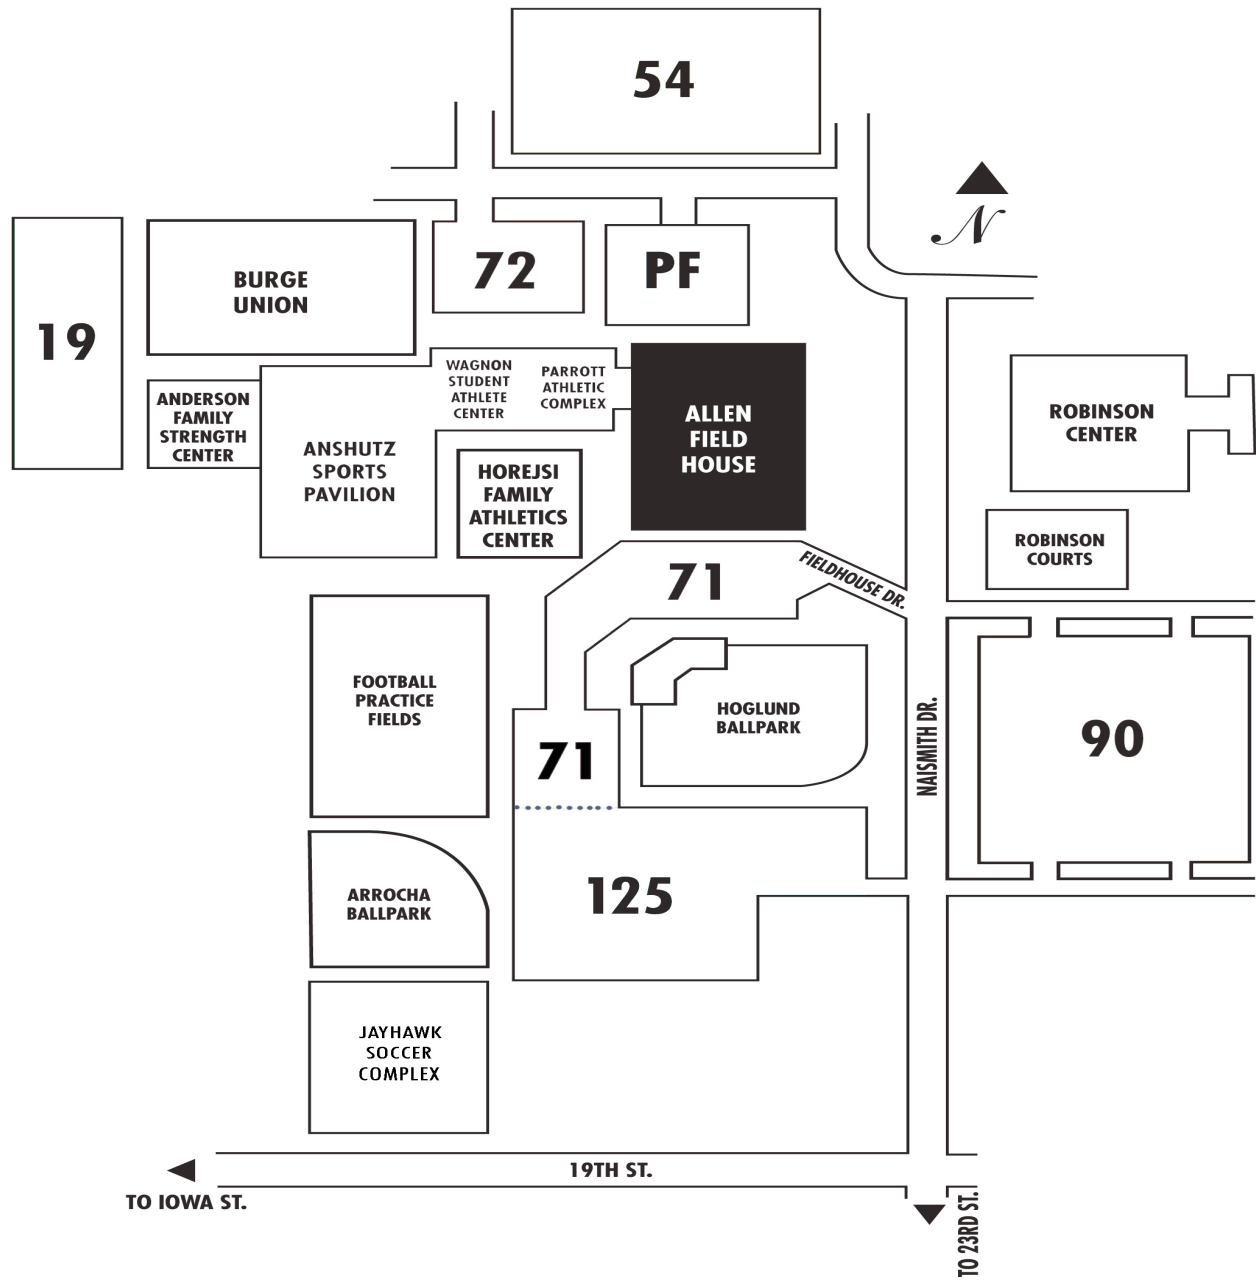 54
N
BURGE
UNION
72
PF
19
WAGNON
STUDENT
ATHLETE
CENTER
PARROTT
ATHLETIC
COMPLEX
ANDERSON
FAMILY
STRENGTH
CENTER
ANSHUTZ
SPORTS
PAVILION
HOREJSI
FAMILY
ATHLETICS
CENTER
ALLEN
FIELD
HOUSE
ROBINSON
CENTER
ROBINSON
COURTS
71
FIELDHOUSE DR.
FOOTBALL
PRACTICE
FIELDS
HOGLUND
BALLPARK
71
NAISMITH DR.
90
ARROCHA
BALLPARK
125
JAYHAWK
SOCCER
COMPLEX
19TH ST.
TO IOWA ST.
TO 23RD ST.